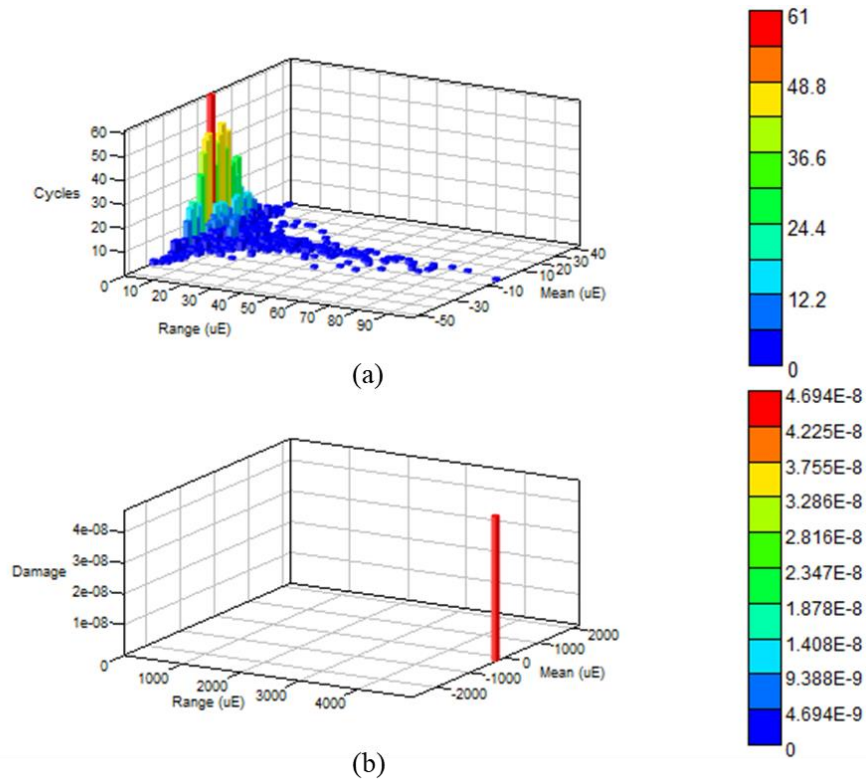 61
48.8
36.6
24.4
12.2
0
60
50
40
30
20
10
Cycles
0
10
20
30
40
50
60
70
80
90
Range (uE)
-50
-30
-10
10
20
30
40
Mean (uE)
(a)
4.694E-8
4.225E-8
3.755E-8
3.286E-8
2.816E-8
2.347E-8
1.878E-8
1.408E-8
9.388E-9
4.694E-9
0
4e-08
3e-08
2e-08
1e-08
Damage
0
1000
2000
3000
4000
Range (uE)
-2000
-1000
0
1000
2000
Mean (uE)
(b)